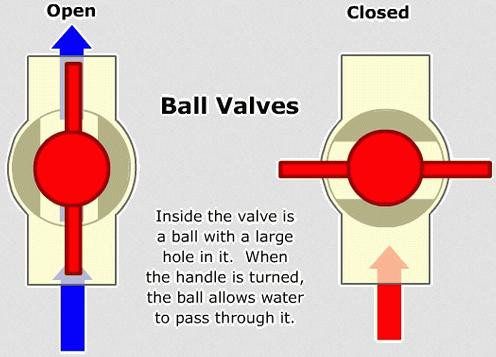 Open
Closed
Ball Valves
Inside the valve is
a ball with a large
hole in it. When
the handle is turned,
the ball allows water
to pass through it.